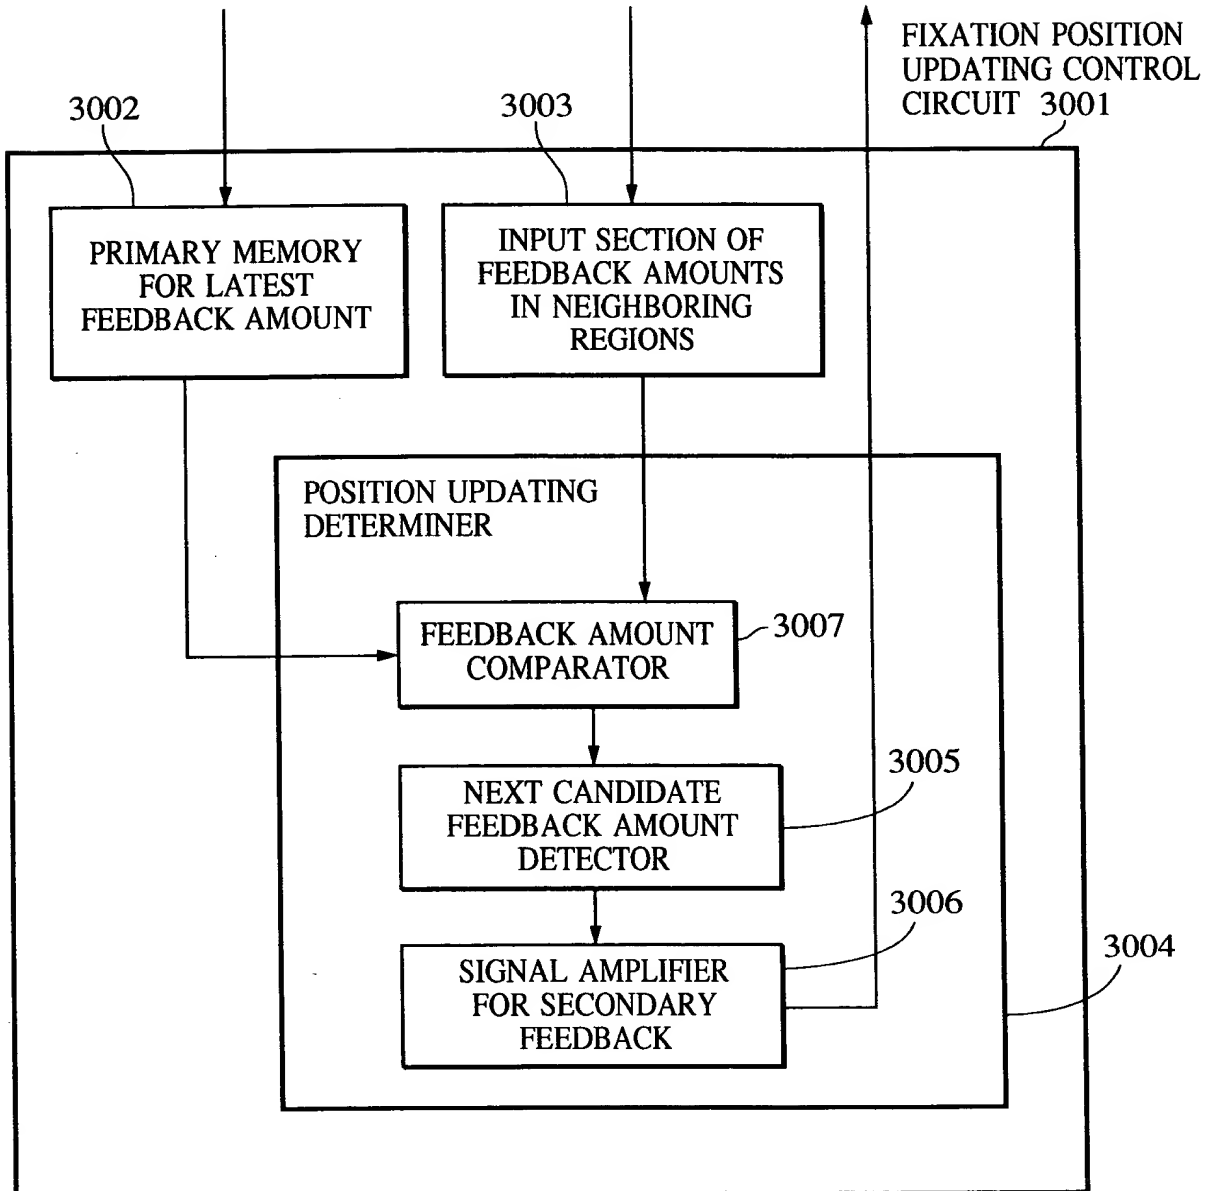 FIXATION POSITION
UPDATING CONTROL
CIRCUIT 3001
3002
3003
PRIMARY MEMORY
FOR LATEST
FEEDBACK AMOUNT
INPUT SECTION OF
FEEDBACK AMOUNTS
IN NEIGHBORING
REGIONS
POSITION UPDATING
DETERMINER
FEEDBACK AMOUNT
COMPARATOR
3007
NEXT CANDIDATE
FEEDBACK AMOUNT
DETECTOR
3005
SIGNAL AMPLIFIER
FOR SECONDARY
FEEDBACK
3006
3004